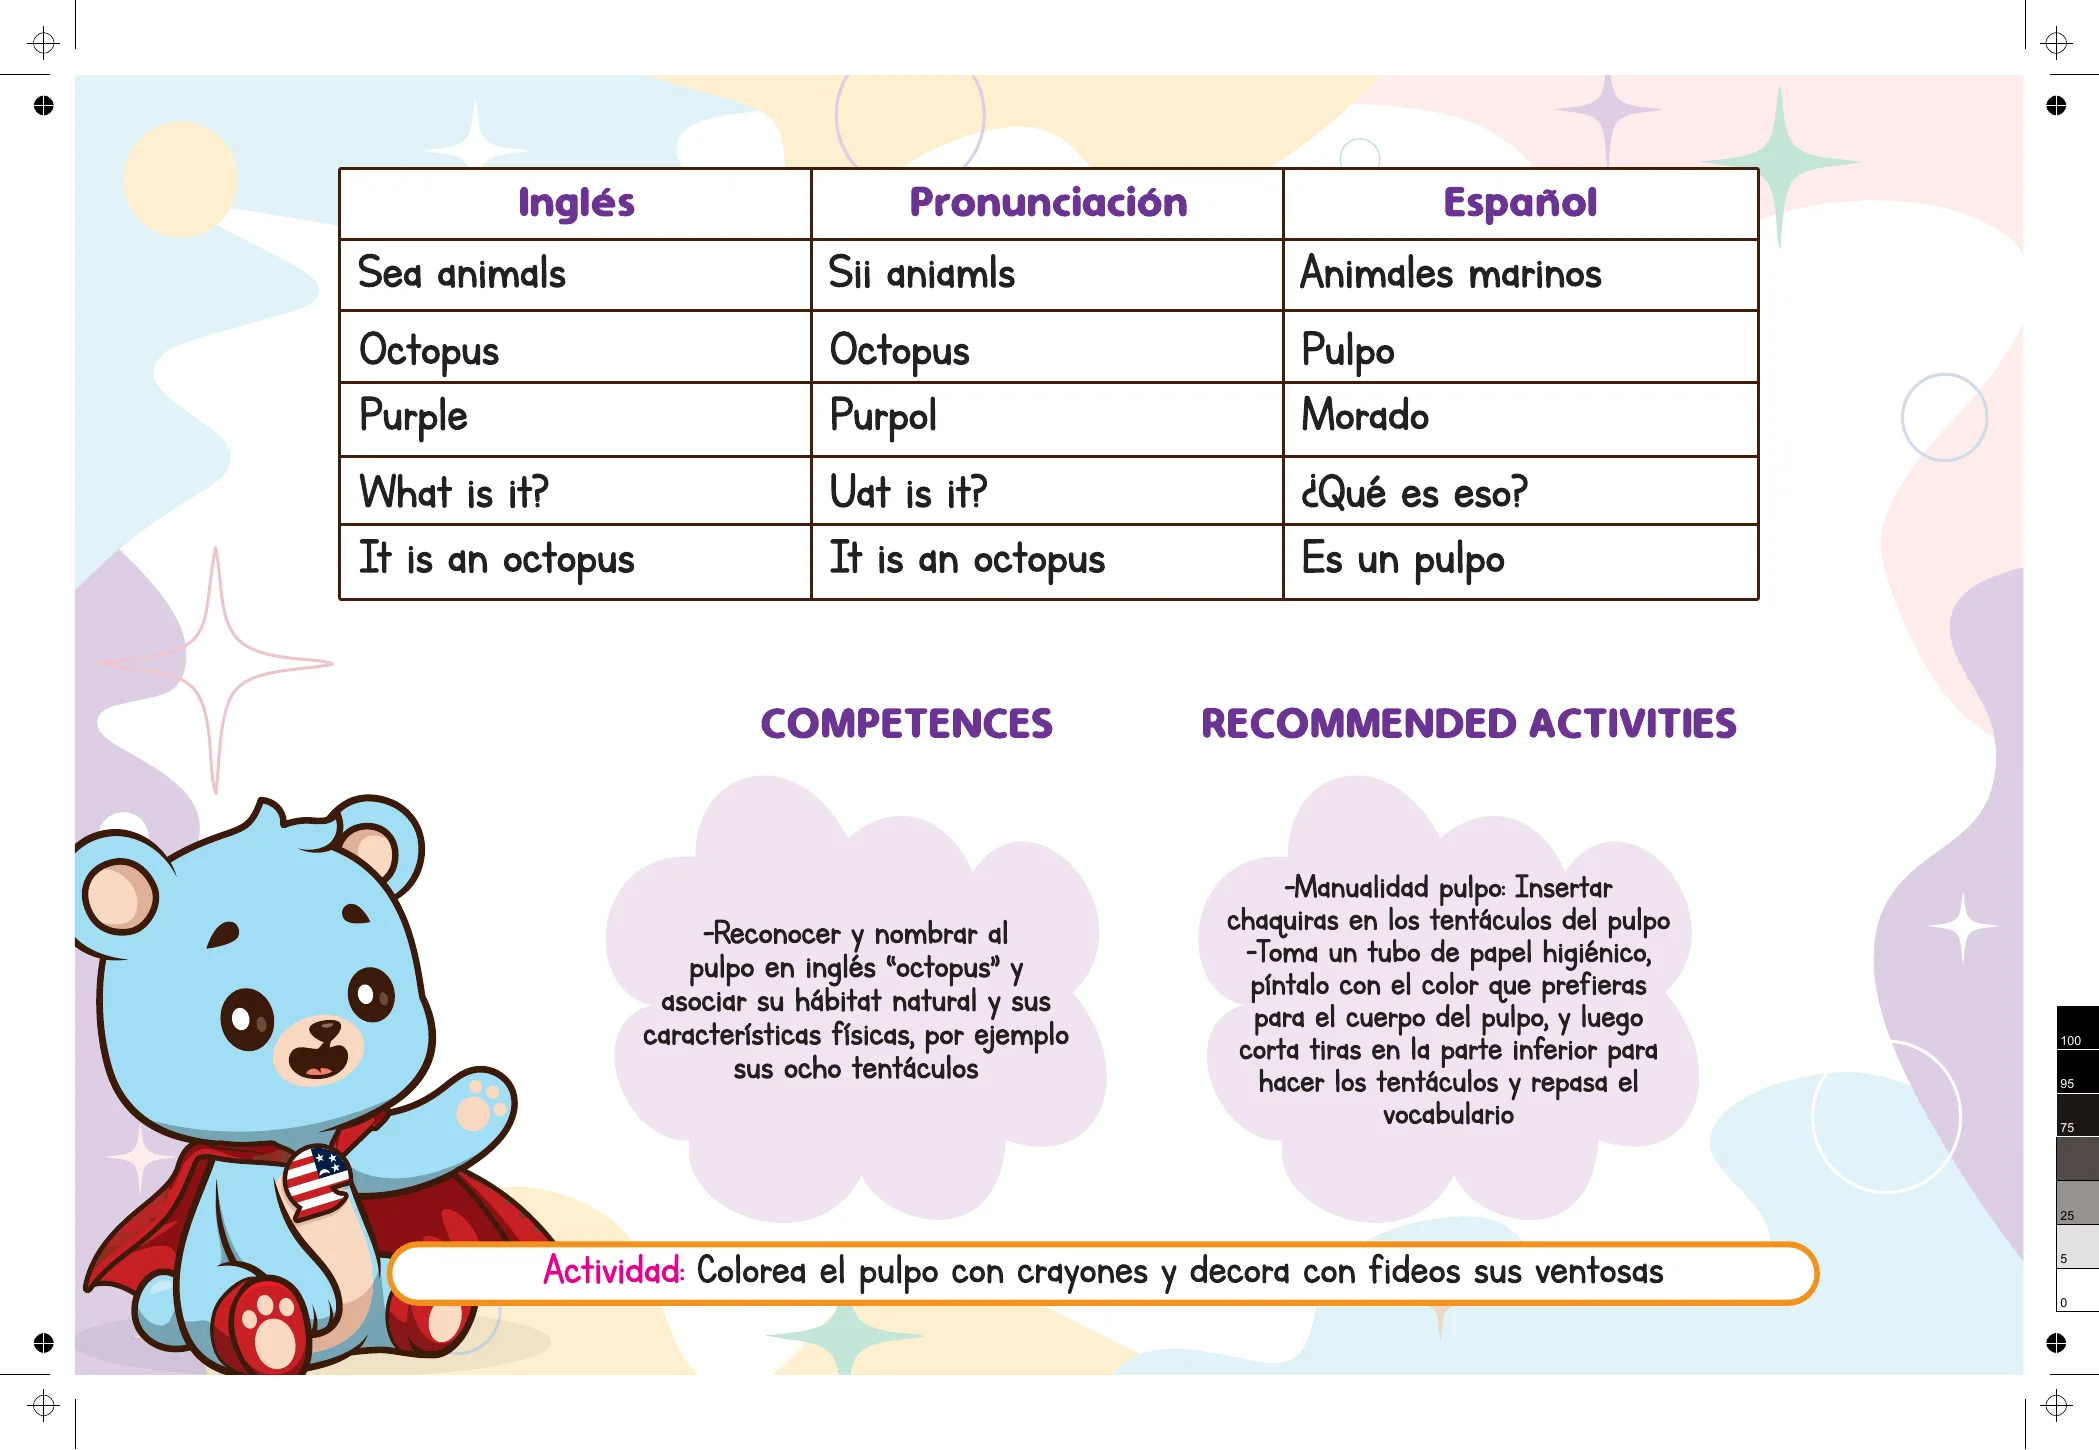 Inglés Pronunciación Español
Sea animals Sii aniamls Animales marinos
Octopus Octopus Pulpo
Purple Purpol Morado
What is it? Uat is it? ¿Qué es eso?
It is an octopus It is an octopus Es un pulpo
COMPETENCES
-Reconocer y nombrar al
pulpo en inglés “octopus” y
asociar su hábitat natural y sus
características físicas, por ejemplo
sus ocho tentáculos
RECOMMENDED ACTIVITIES
-Manualidad pulpo: Insertar
chaquiras en los tentáculos del pulpo
-Toma un tubo de papel higiénico,
píntalo con el color que prefieras
para el cuerpo del pulpo, y luego
corta tiras en la parte inferior para
hacer los tentáculos y repasa el
vocabulario
Actividad: Colorea el pulpo con crayones y decora con fideos sus ventosas
100
95
75
25
5
0